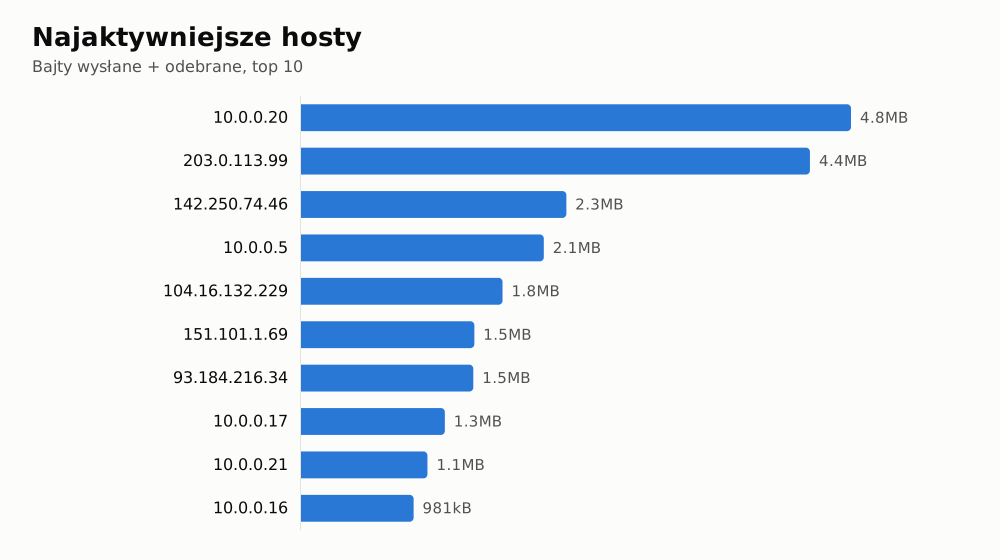 Najaktywniejsze hosty
Bajty wysłane + odebrane, top 10
10.0.0.20 4.8MB
203.0.113.99 4.4MB
142.250.74.46 2.3MB
10.0.0.5 2.1MB
104.16.132.229 1.8MB
151.101.1.69 1.5MB
93.184.216.34 1.5MB
10.0.0.17 1.3MB
10.0.0.21 1.1MB
10.0.0.16 981kB